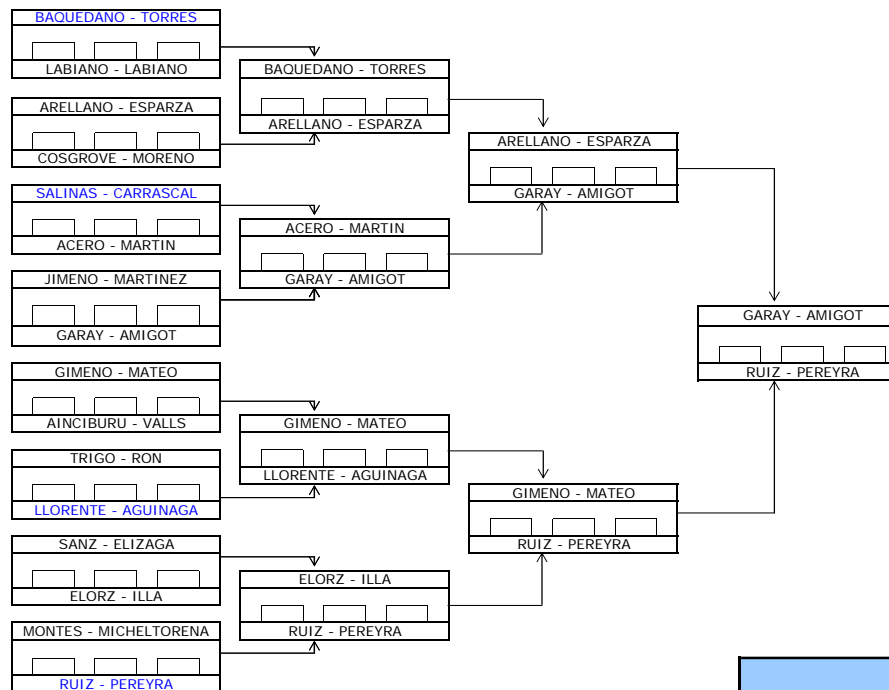 BAQUEDANO - TORRES
LABIANO - LABIANO
ARELLANO - ESPARZA
COSGROVE - MORENO
SALINAS - CARRASCAL
ACERO - MARTIN
JIMENO - MARTINEZ
GARAY - AMIGOT
GIMENO - MATEO
AINCIBURU - VALLS
TRIGO - RON
LLORENTE - AGUINAGA
SANZ - ELIZAGA
ELORZ - ILLA
MONTES - MICHELTORENA
RUIZ - PEREYRA
BAQUEDANO - TORRES
ARELLANO - ESPARZA
ACERO - MARTIN
GARAY - AMIGOT
GIMENO - MATEO
LLORENTE - AGUINAGA
ELORZ - ILLA
RUIZ - PEREYRA
ARELLANO - ESPARZA
GARAY - AMIGOT
GIMENO - MATEO
RUIZ - PEREYRA
GARAY - AMIGOT
RUIZ - PEREYRA